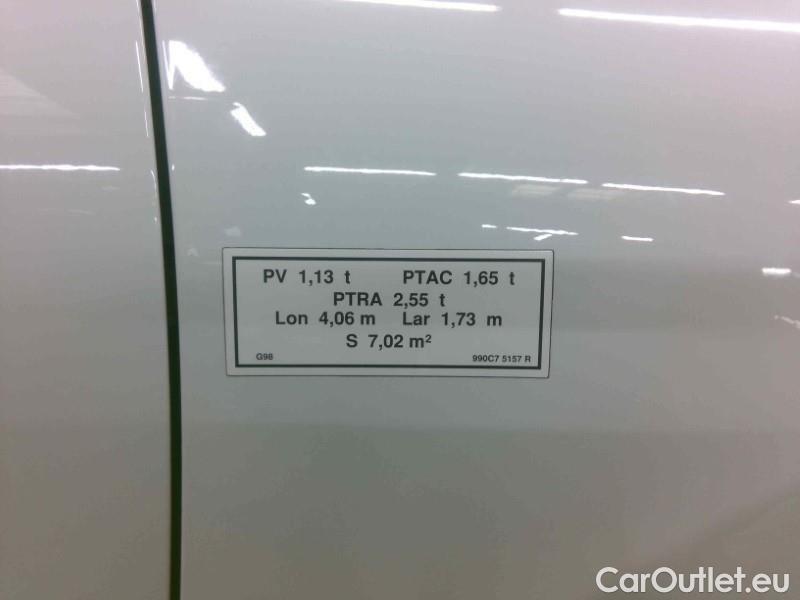 PV 1,13 t PTAC 1,65 t
PTRA 2,55 t
Lon 4,06 m Lar 1,73 m
S 7,02 m²
G98 990C7 5157 R
CarOutlet.eu